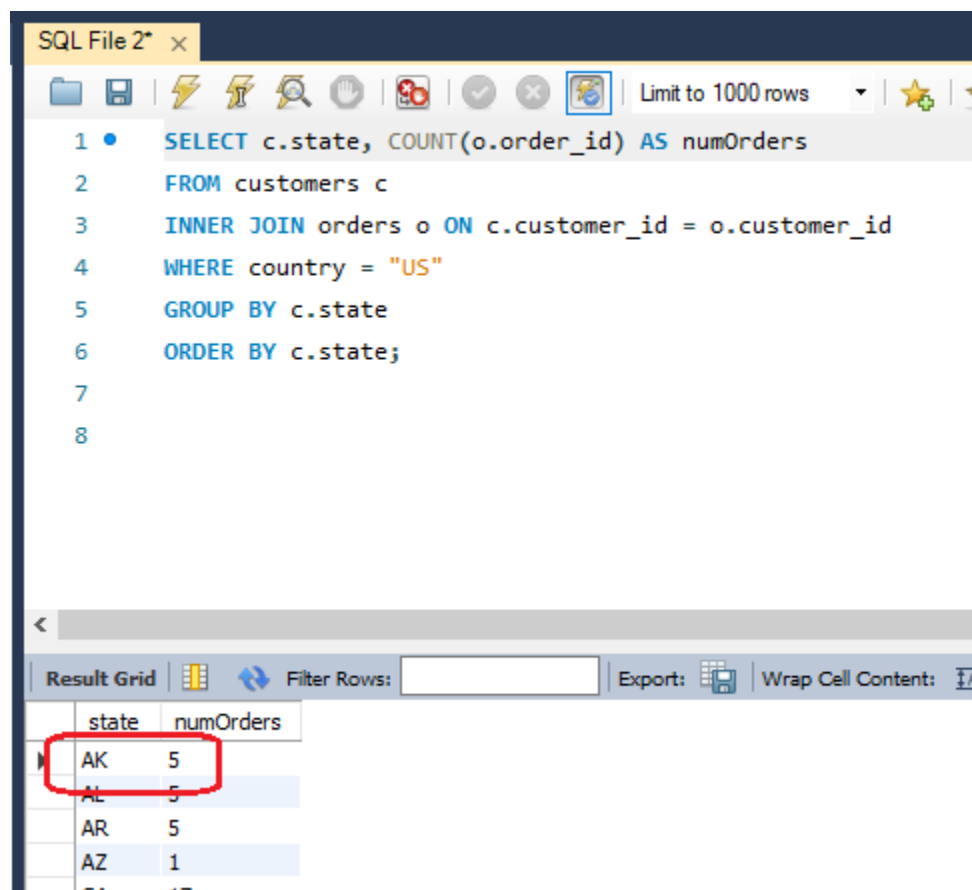 SQL File 2*
Limit to 1000 rows
1 SELECT c.state, COUNT(o.order_id) AS numOrders
2 FROM customers c
3 INNER JOIN orders o ON c.customer_id = o.customer_id
4 WHERE country = "US"
5 GROUP BY c.state
6 ORDER BY c.state;
7
8
Result Grid Filter Rows: Export: Wrap Cell Content:
state numOrders
AK 5
AL 5
AR 5
AZ 1